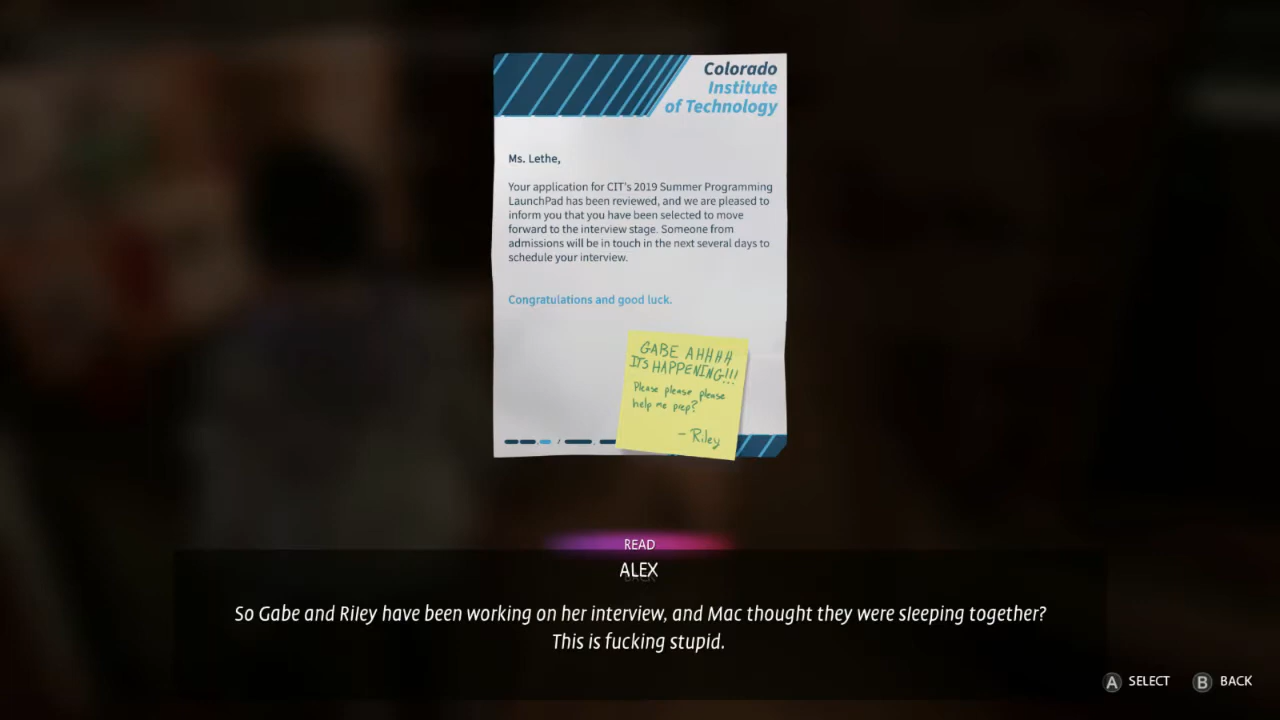 Colorado
Institute
of Technology
Ms. Lethe,
Your application for CIT's 2019 Summer Programming
LaunchPad has been reviewed, and we are pleased to
inform you that you have been selected to move
forward to the interview stage. Someone from
admissions will be in touch in the next several days to
schedule your interview.
Congratulations and good luck.
GABE AHHHH
ITS HAPPENING!!!
Please please please
help me prep?
- Riley
READ
ALEX
BACK
So Gabe and Riley have been working on her interview, and Mac thought they were sleeping together?
This is fucking stupid.
A SELECT B BACK